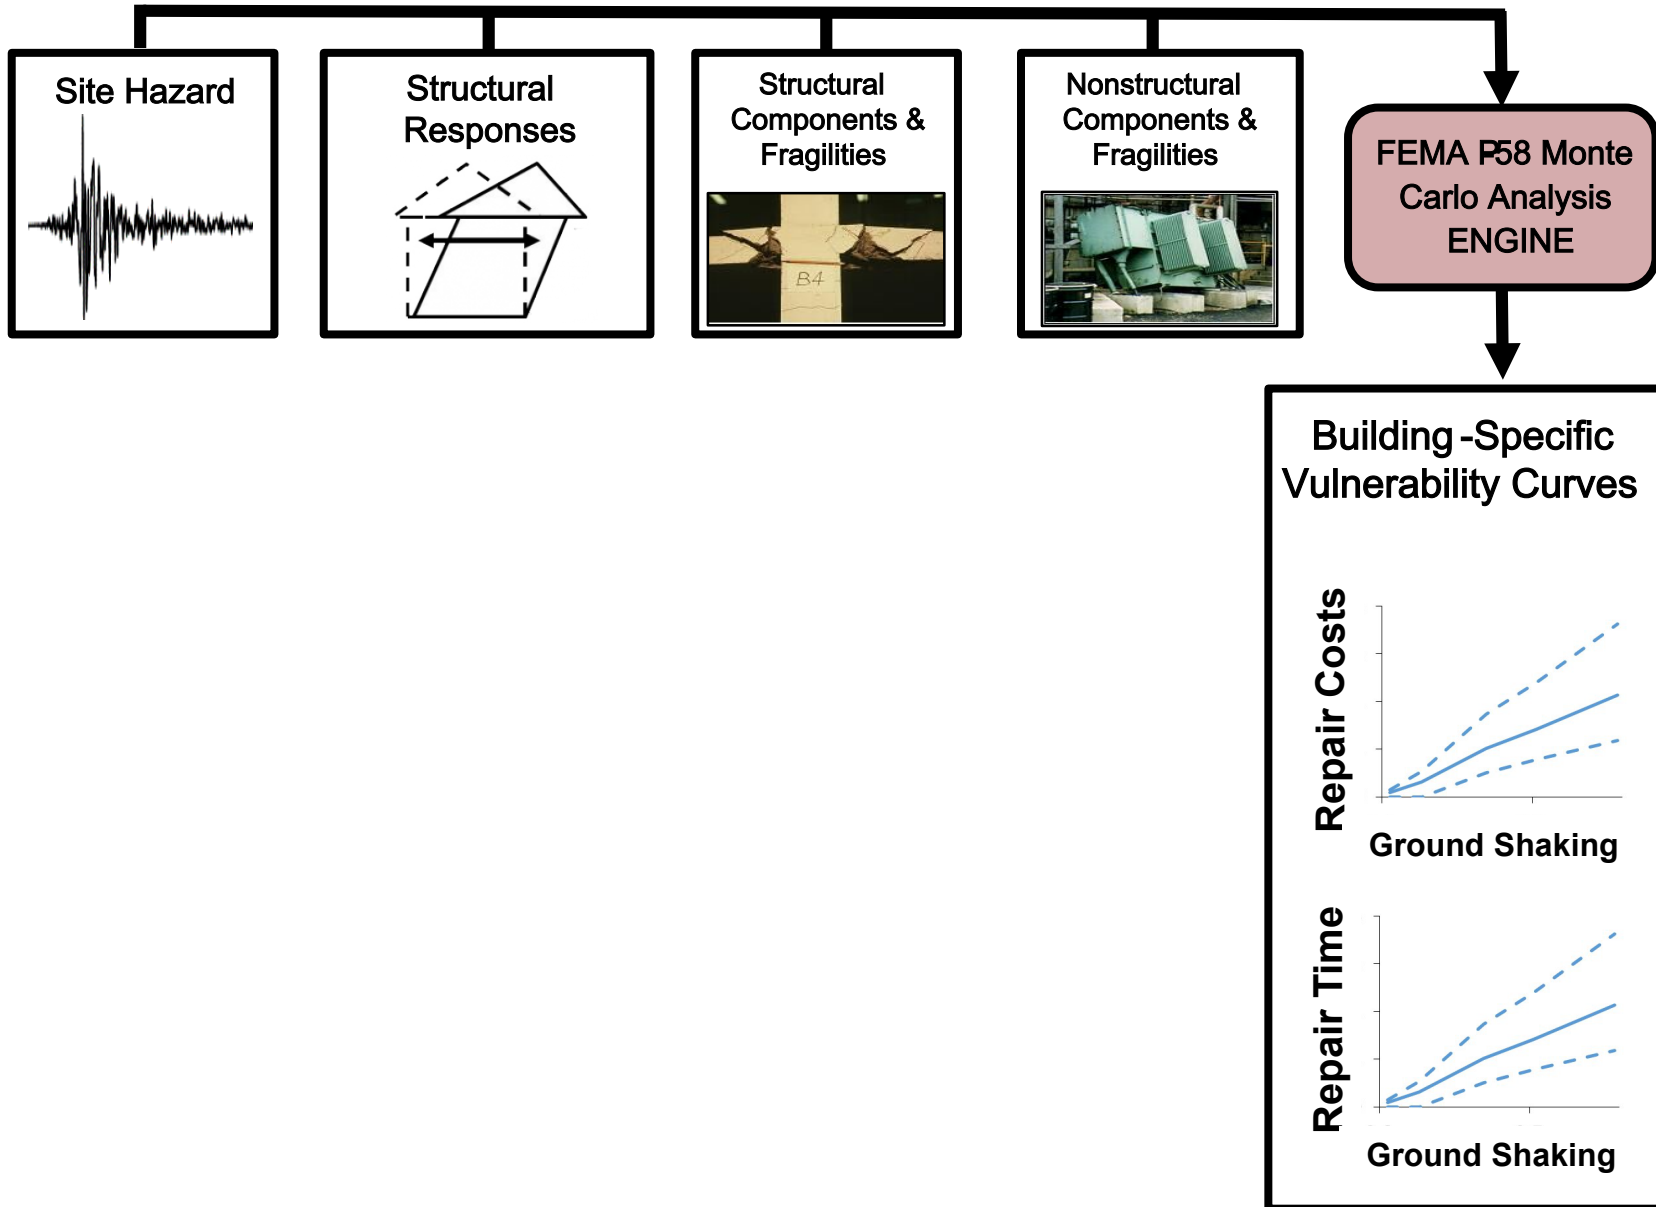 Site Hazard
Structural
Responses
Structural
Components &
Fragilities
B4
Nonstructural
Components &
Fragilities
FEMA P58 Monte
Carlo Analysis
ENGINE
Building-Specific
Vulnerability Curves
Repair Costs
Ground Shaking
Repair Time
Ground Shaking